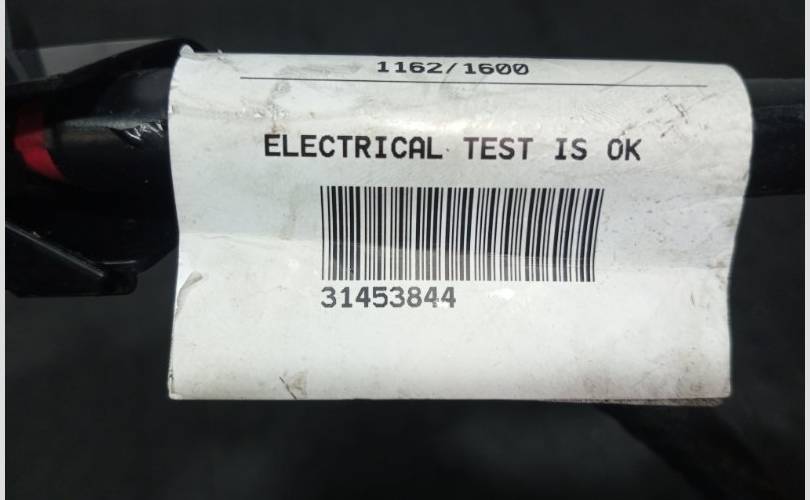 1162/1600
ELECTRICAL TEST IS OK
31453844